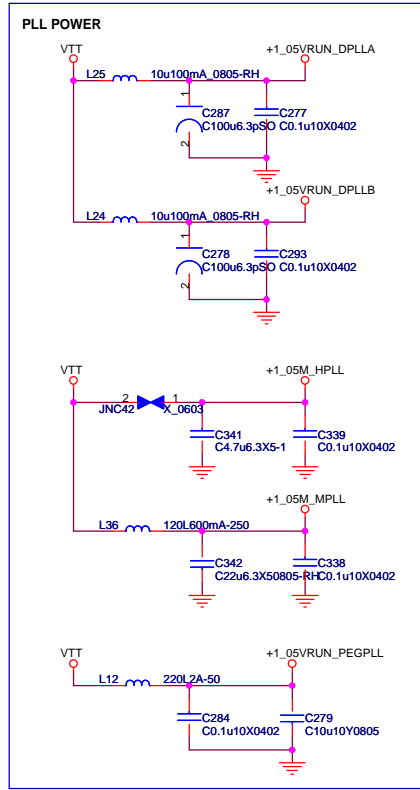 PLL POWER
VTT
+1_05VRUN_DPLLA
L25
10u100mA_0805-RH
1
C287
C277
C100u6.3pSO
C0.1u10X0402
2
+1_05VRUN_DPLLB
L24
10u100mA_0805-RH
1
C278
C293
C100u6.3pSO
C0.1u10X0402
2
VTT
+1_05M_HPLL
2
1
JNC42
X_0603
C341
C339
C4.7u6.3X5-1
C0.1u10X0402
+1_05M_MPLL
L36
120L600mA-250
C342
C338
C22u6.3X50805-RH
C0.1u10X0402
VTT
+1_05VRUN_PEGPLL
L12
220L2A-50
C284
C279
C0.1u10X0402
C10u10Y0805